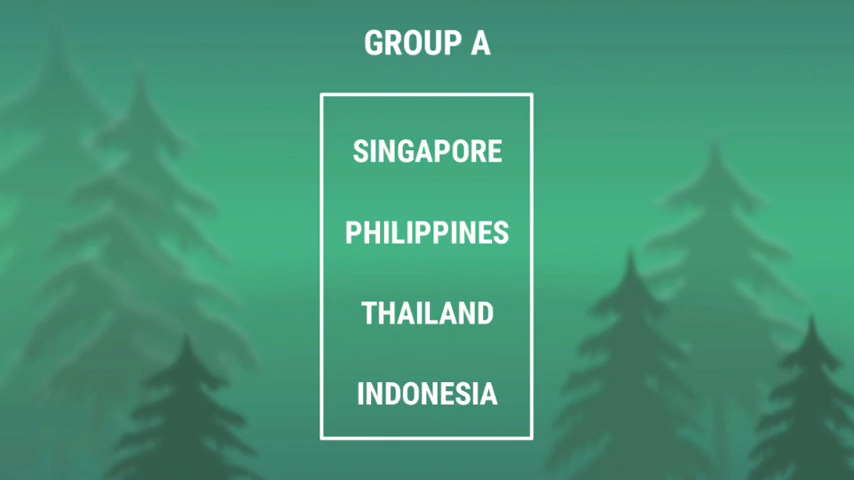 GROUP A
SINGAPORE
PHILIPPINES
THAILAND
INDONESIA